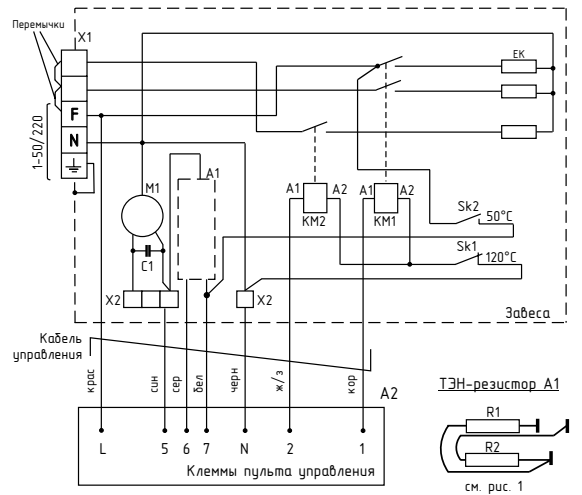 Перемычки
X1
EK
F
N
1-50/220
M1
A1
C1
X2
A1
A2
KM2
A1
A2
KM1
Sk2
50°C
Sk1
120°C
X2
Завеса
Кабель
управления
крас
син
сер
бел
черн
ж/з
кор
A2
L
5
6
7
N
2
1
Клеммы пульта управления
ТЭН-резистор А1
R1
R2
см. рис. 1